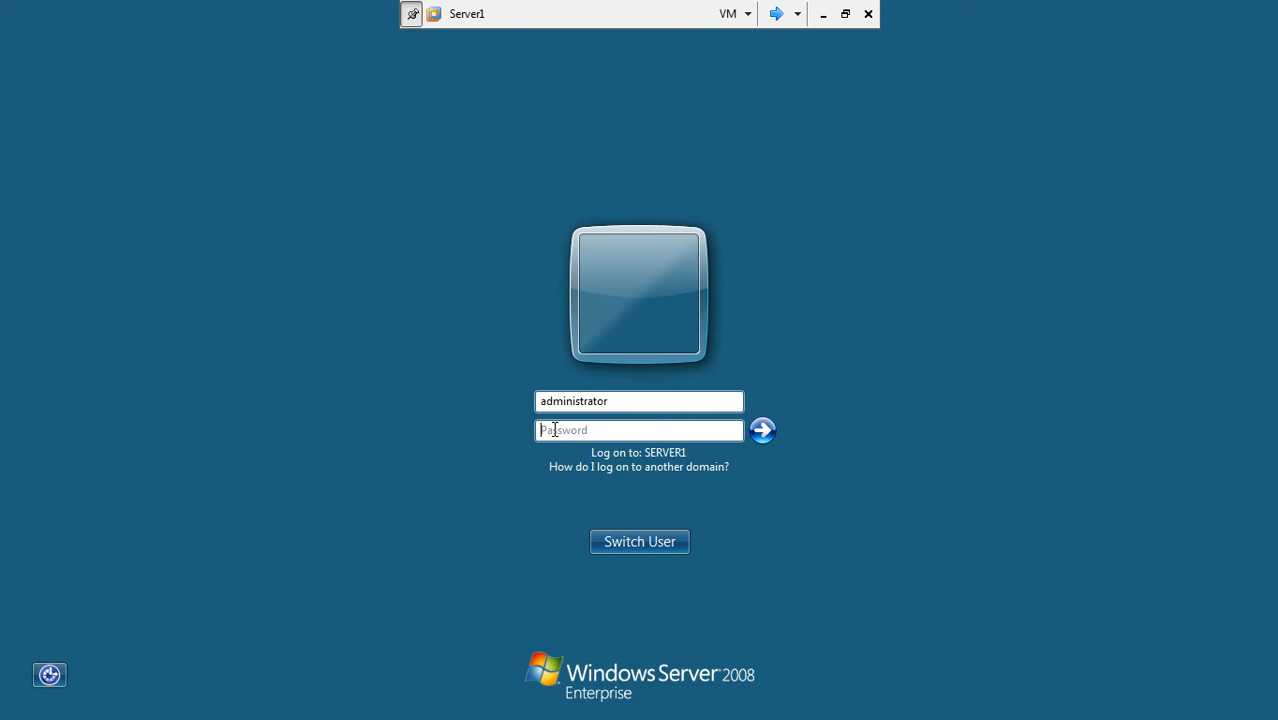 Server1 VM
administrator
Password
Log on to: SERVER1
How do I log on to another domain?
Switch User
Windows Server 2008
Enterprise